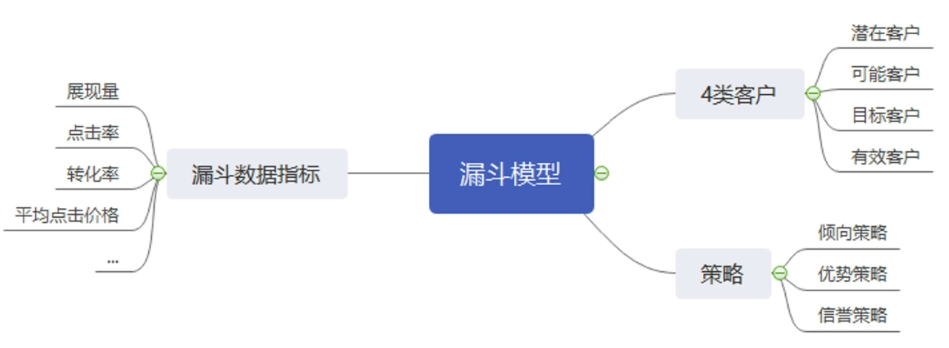 漏斗模型
漏斗数据指标
展现量
点击率
转化率
平均点击价格
...
4类客户
潜在客户
可能客户
目标客户
有效客户
策略
倾向策略
优势策略
信誉策略